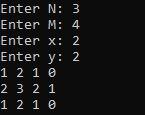 Enter N: 3
Enter M: 4
Enter x: 2
Enter y: 2
1 2 1 0
2 3 2 1
1 2 1 0